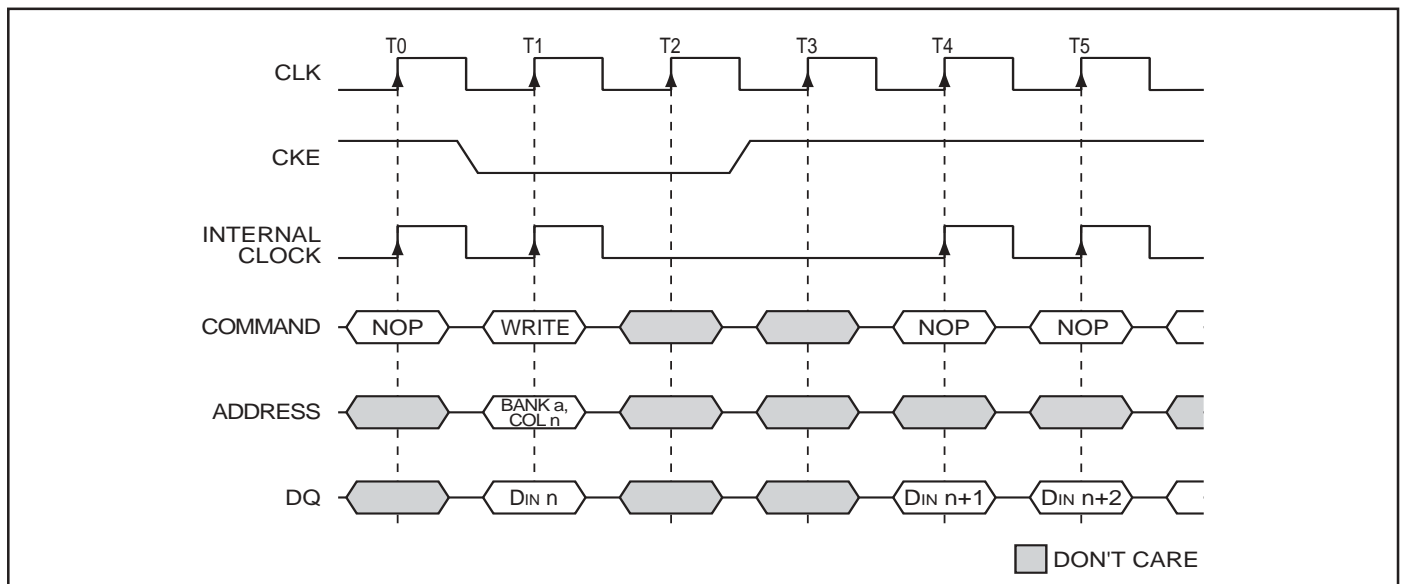 T0 T1 T2 T3 T4 T5
CLK
CKE
INTERNAL
CLOCK
COMMAND NOP WRITE NOP NOP
ADDRESS BANK a,
COL n
DQ DIN n DIN n+1 DIN n+2
DON'T CARE